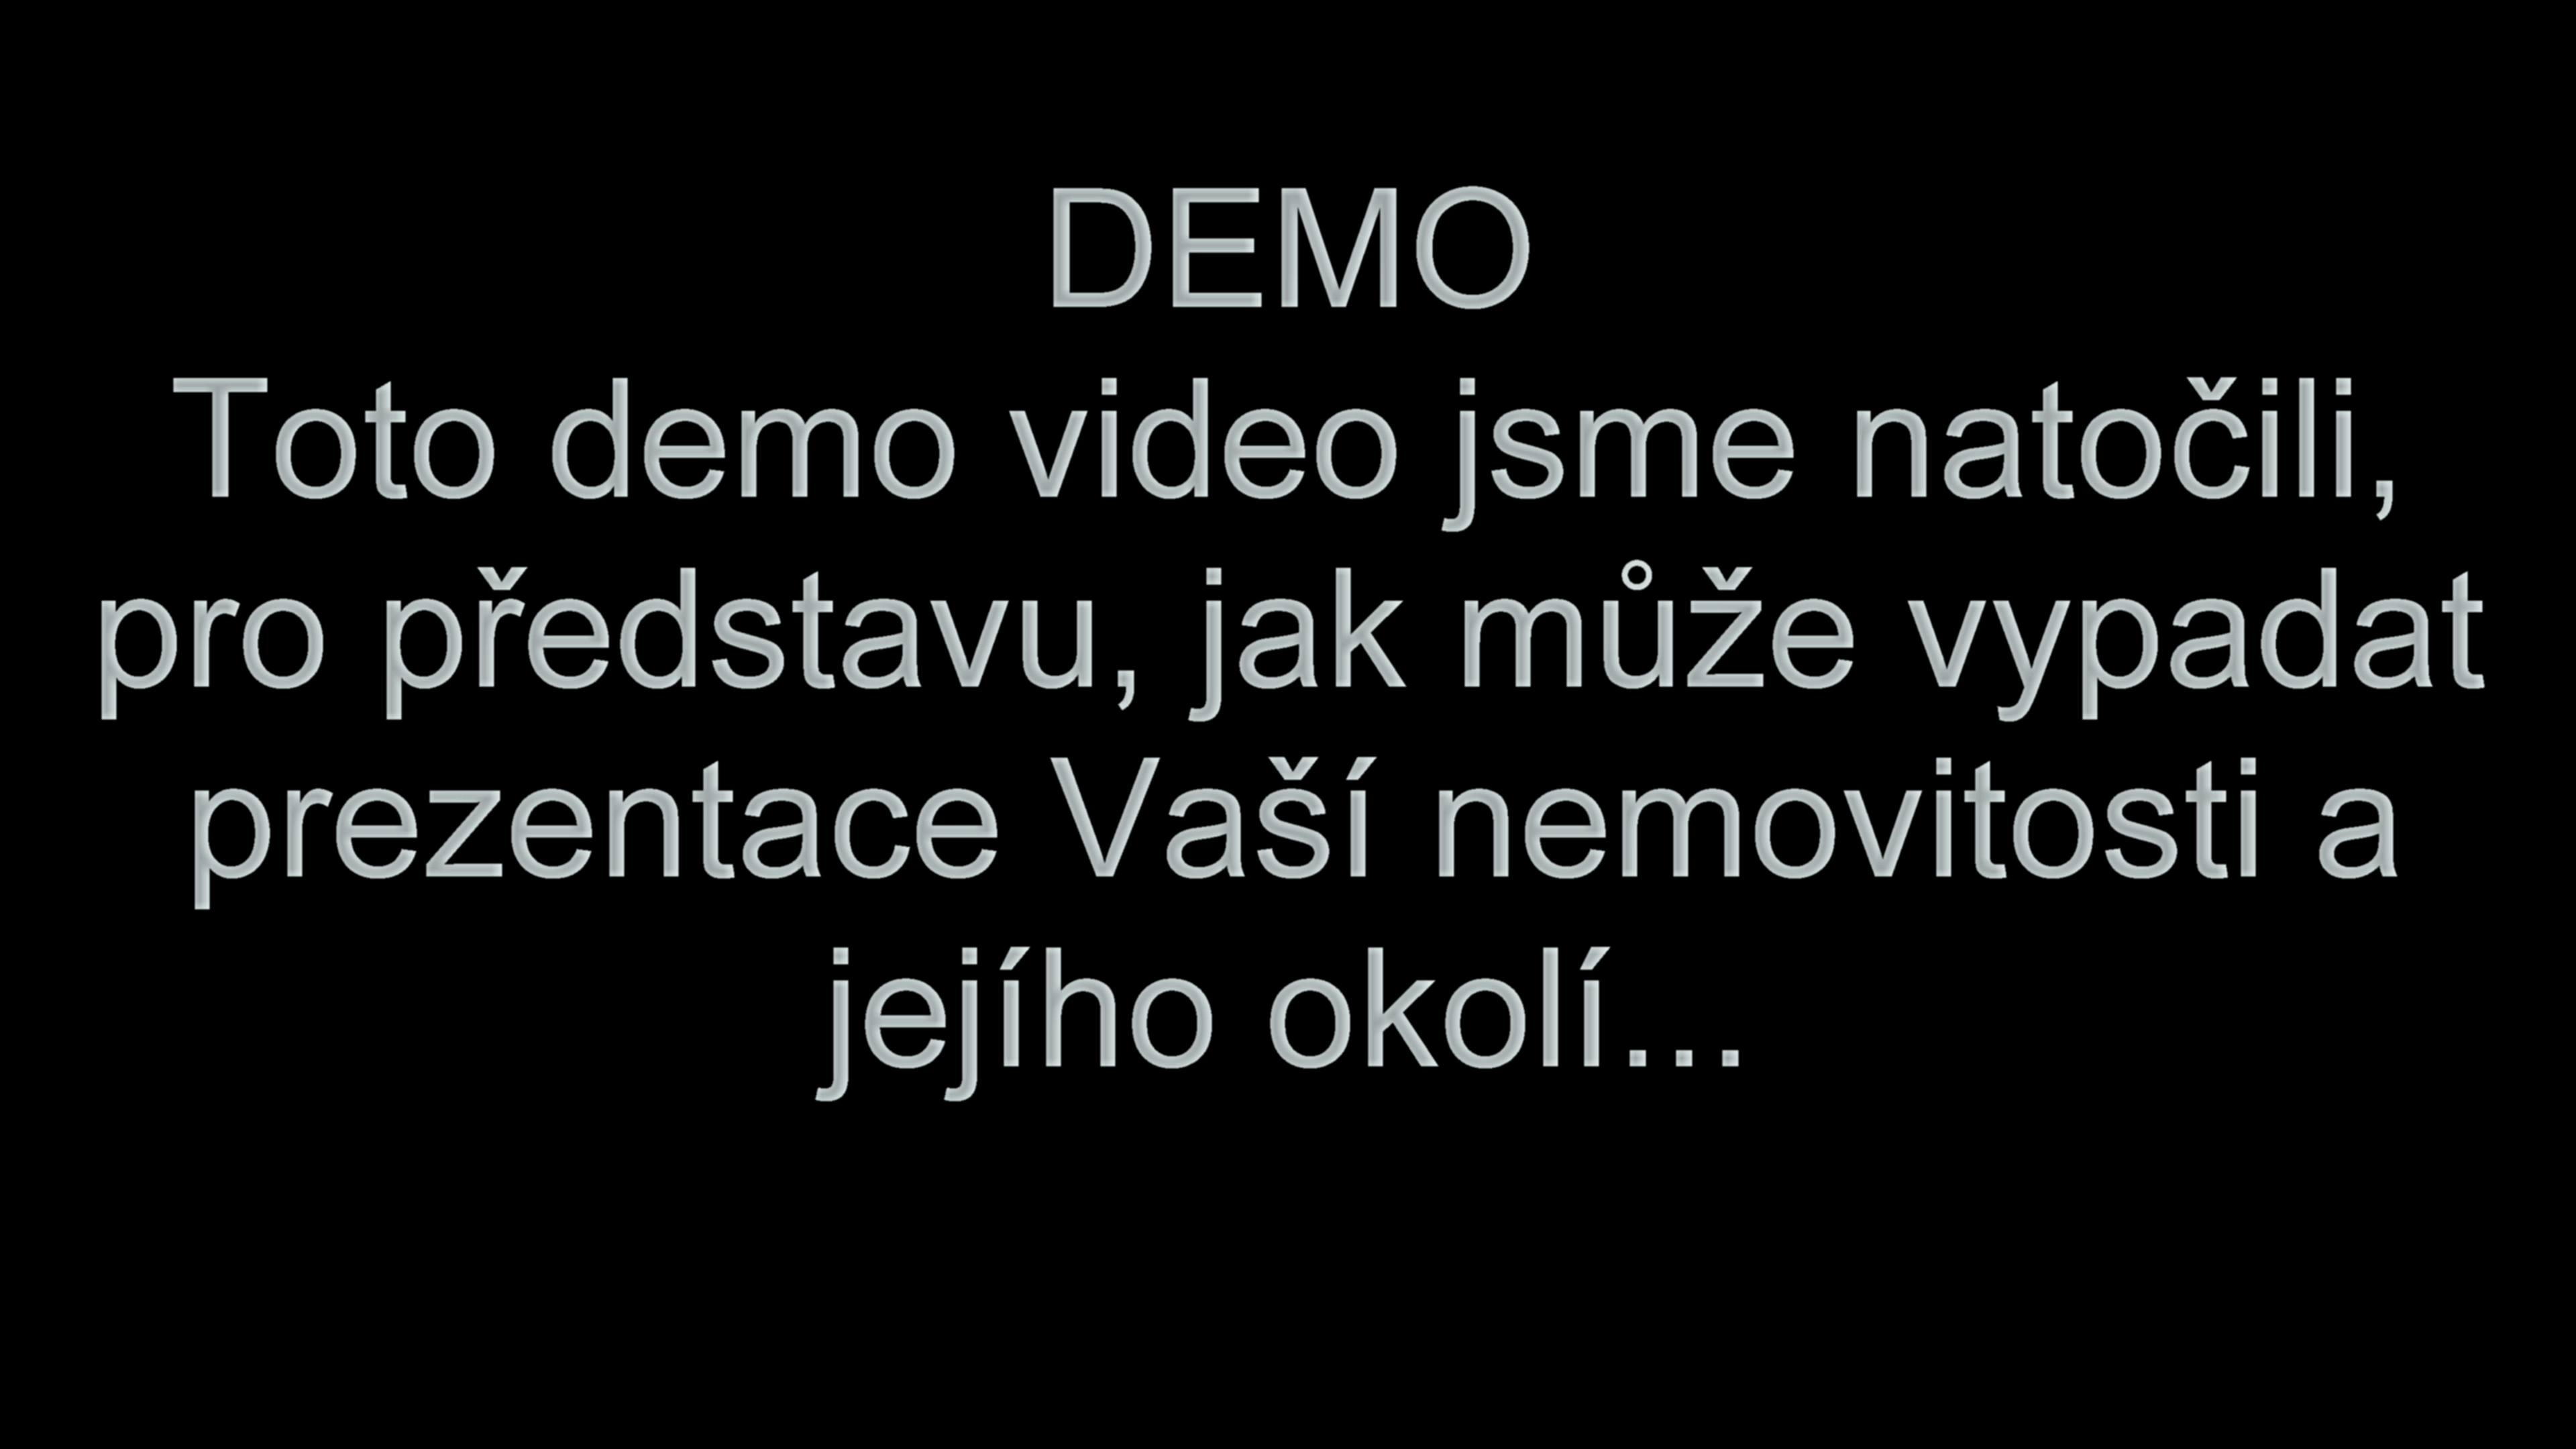 DEMO
Toto demo video jsme natočili,
pro představu, jak může vypadat
prezentace Vaší nemovitosti a
jejího okolí...